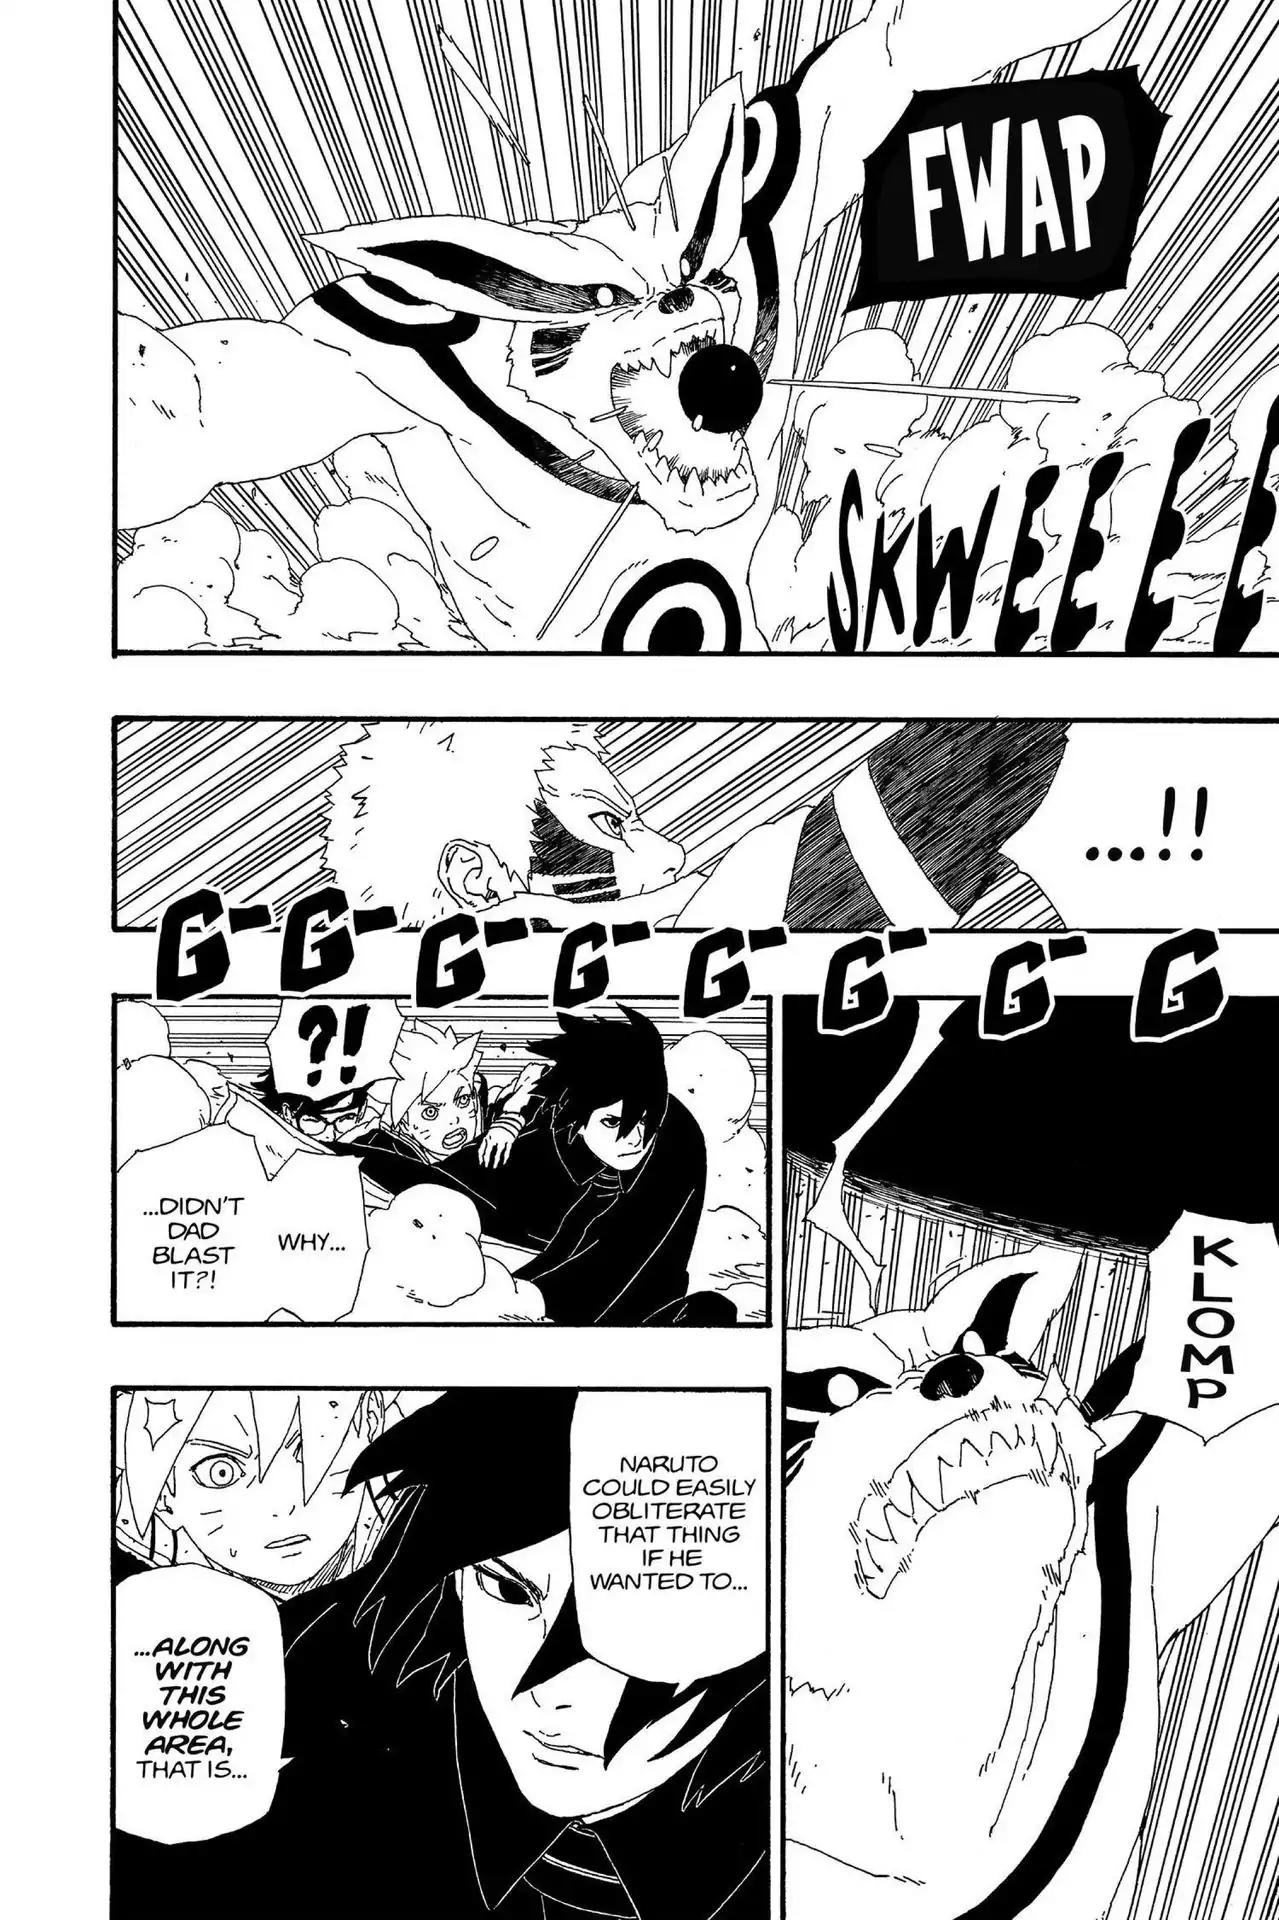 FWAP
SKWEEEE
...!!
G-G-G-G-G-G-G-G
KLOMP
?!
WHY...
...DIDN'T
DAD
BLAST
IT?!
NARUTO
COULD EASILY
OBLITERATE
THAT THING
IF HE
WANTED TO...
...ALONG
WITH
THIS
WHOLE
AREA,
THAT IS...